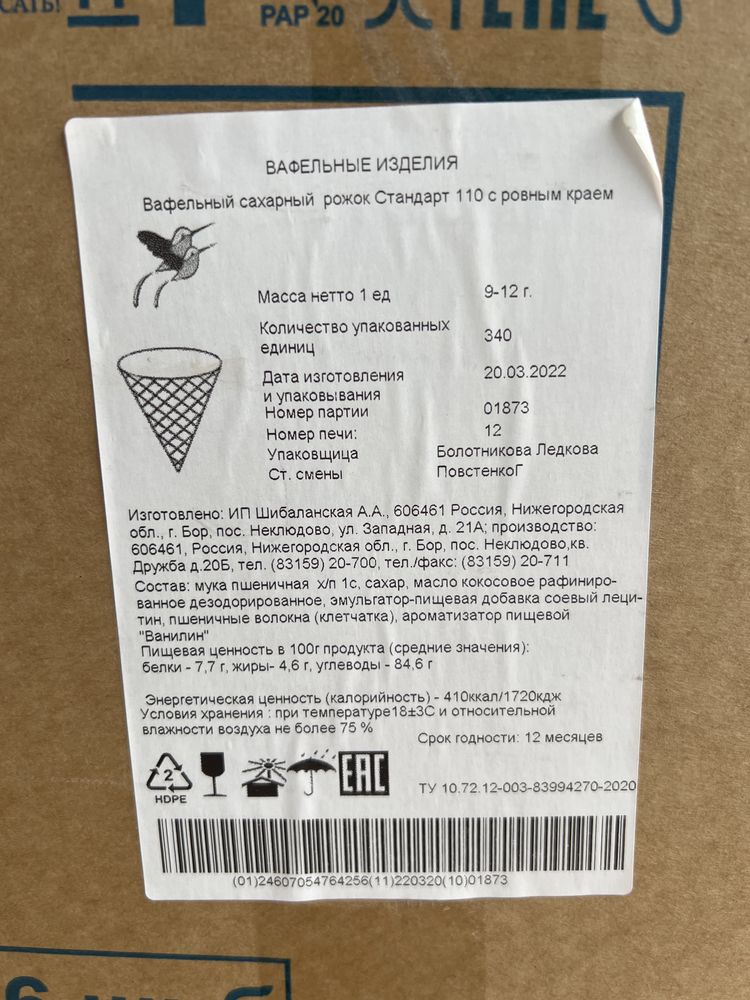 САТЬ!
PAP 20
ВАФЕЛЬНЫЕ ИЗДЕЛИЯ
Вафельный сахарный рожок Стандарт 110 с ровным краем
Масса нетто 1 ед 9-12 г.
Количество упакованных
единиц 340
Дата изготовления 20.03.2022
и упаковывания
Номер партии 01873
Номер печи: 12
Упаковщица Болотникова Ледкова
Ст. смены ПовстенкоГ
Изготовлено: ИП Шибаланская А.А., 606461 Россия, Нижегородская
обл., г. Бор, пос. Неклюдово, ул. Западная, д. 21А; производство:
606461, Россия, Нижегородской обл., г. Бор, пос. Неклюдово,кв.
Дружба д.20Б, тел. (83159) 20-700, тел./факс: (83159) 20-711
Состав: мука пшеничная х/п 1с, сахар, масло кокосовое рафиниро-
ванное дезодорированное, эмульгатор-пищевая добавка соевый леци-
тин, пшеничные волокна (клетчатка), ароматизатор пищевой
"Ванилин"
Пищевая ценность в 100г продукта (средние значения):
белки - 7,7 г, жиры- 4,6 г, углеводы - 84,6 г
Энергетическая ценность (калорийность) - 410ккал/1720кдж
Условия хранения : при температуре18±3С и относительной
влажности воздуха не более 75 %
Срок годности: 12 месяцев
2
HDPE
EAC
ТУ 10.72.12-003-83994270-2020
(01)24607054764256(11)220320(10)01873